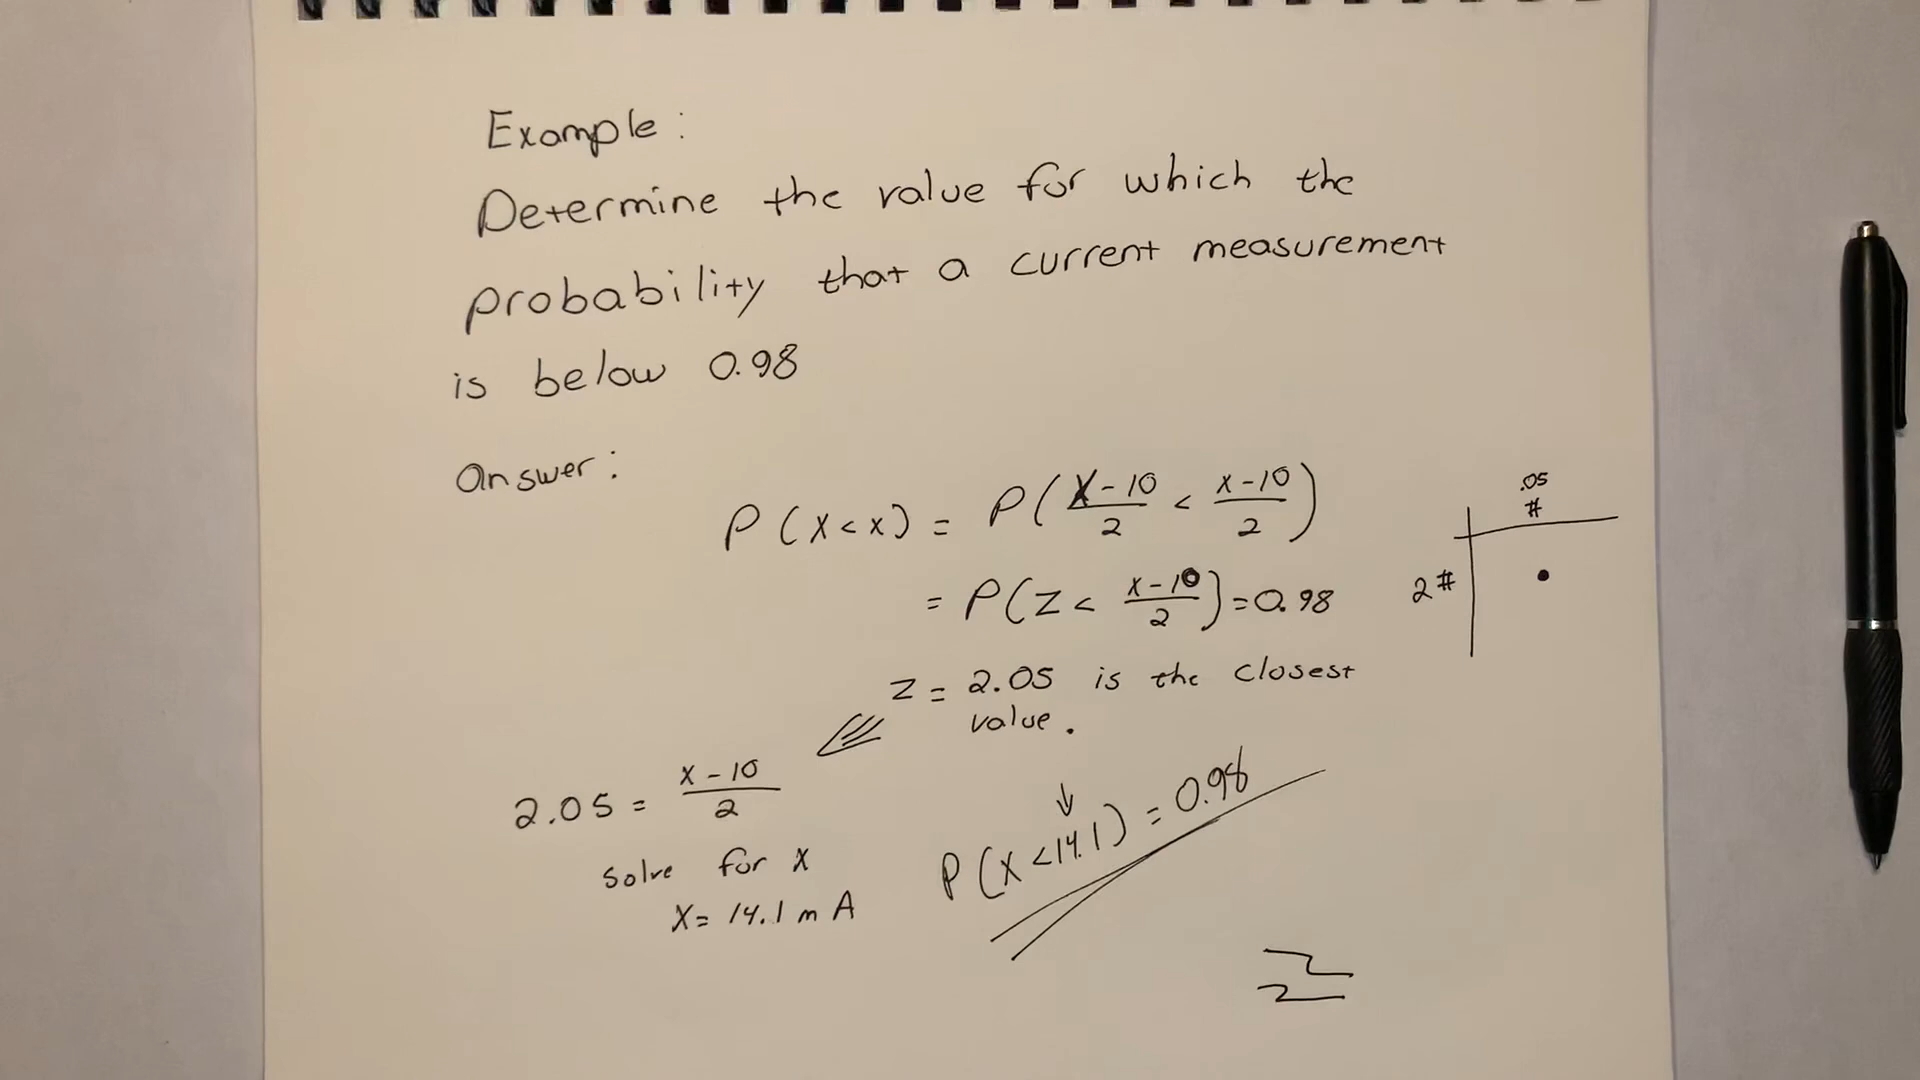 Example:
Determine the value for which the
probability that a current measurement
is below 0.98
Answer:
P(X<x) = P(X-10/2 < x-10/2)
= P(Z < x-10/2) = 0.98
.05
#
2#
z = 2.05 is the closest
value.
2.05 = x-10/2
Solve for x
X = 14.1 mA
P(X<14.1) = 0.98